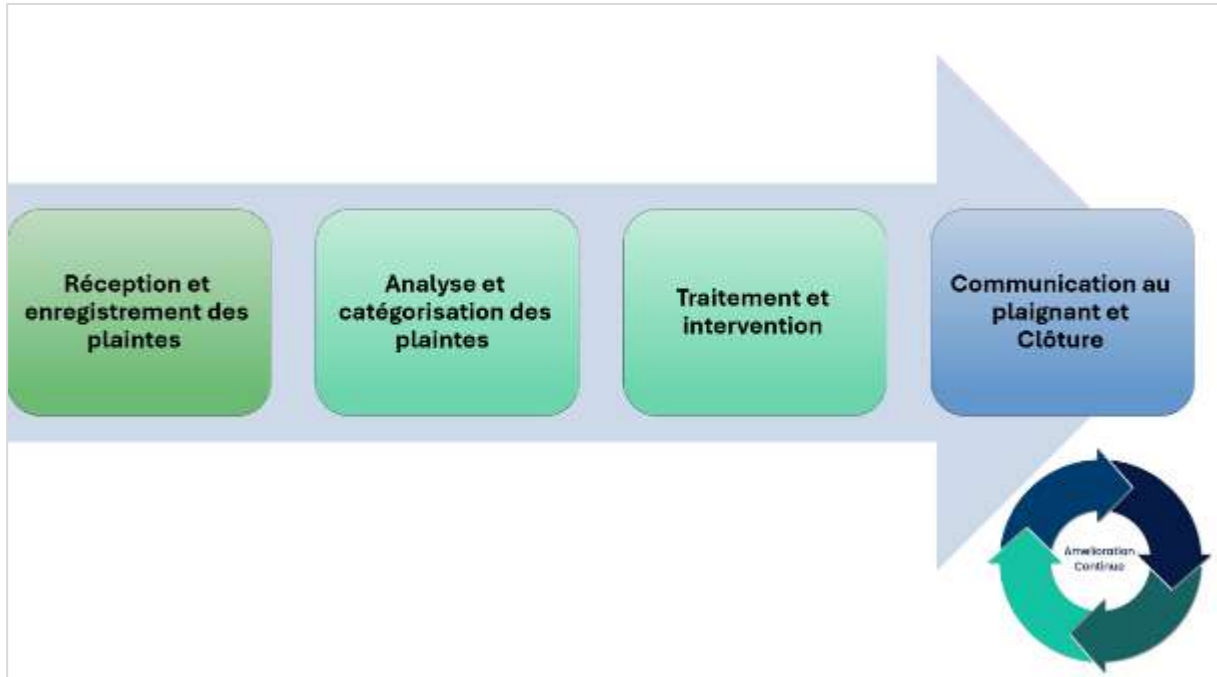 Réception et
enregistrement des
plaintes
Analyse et
catégorisation des
plaintes
Traitement et
intervention
Communication au
plaignant et
Clôture
Amelioration
Continue